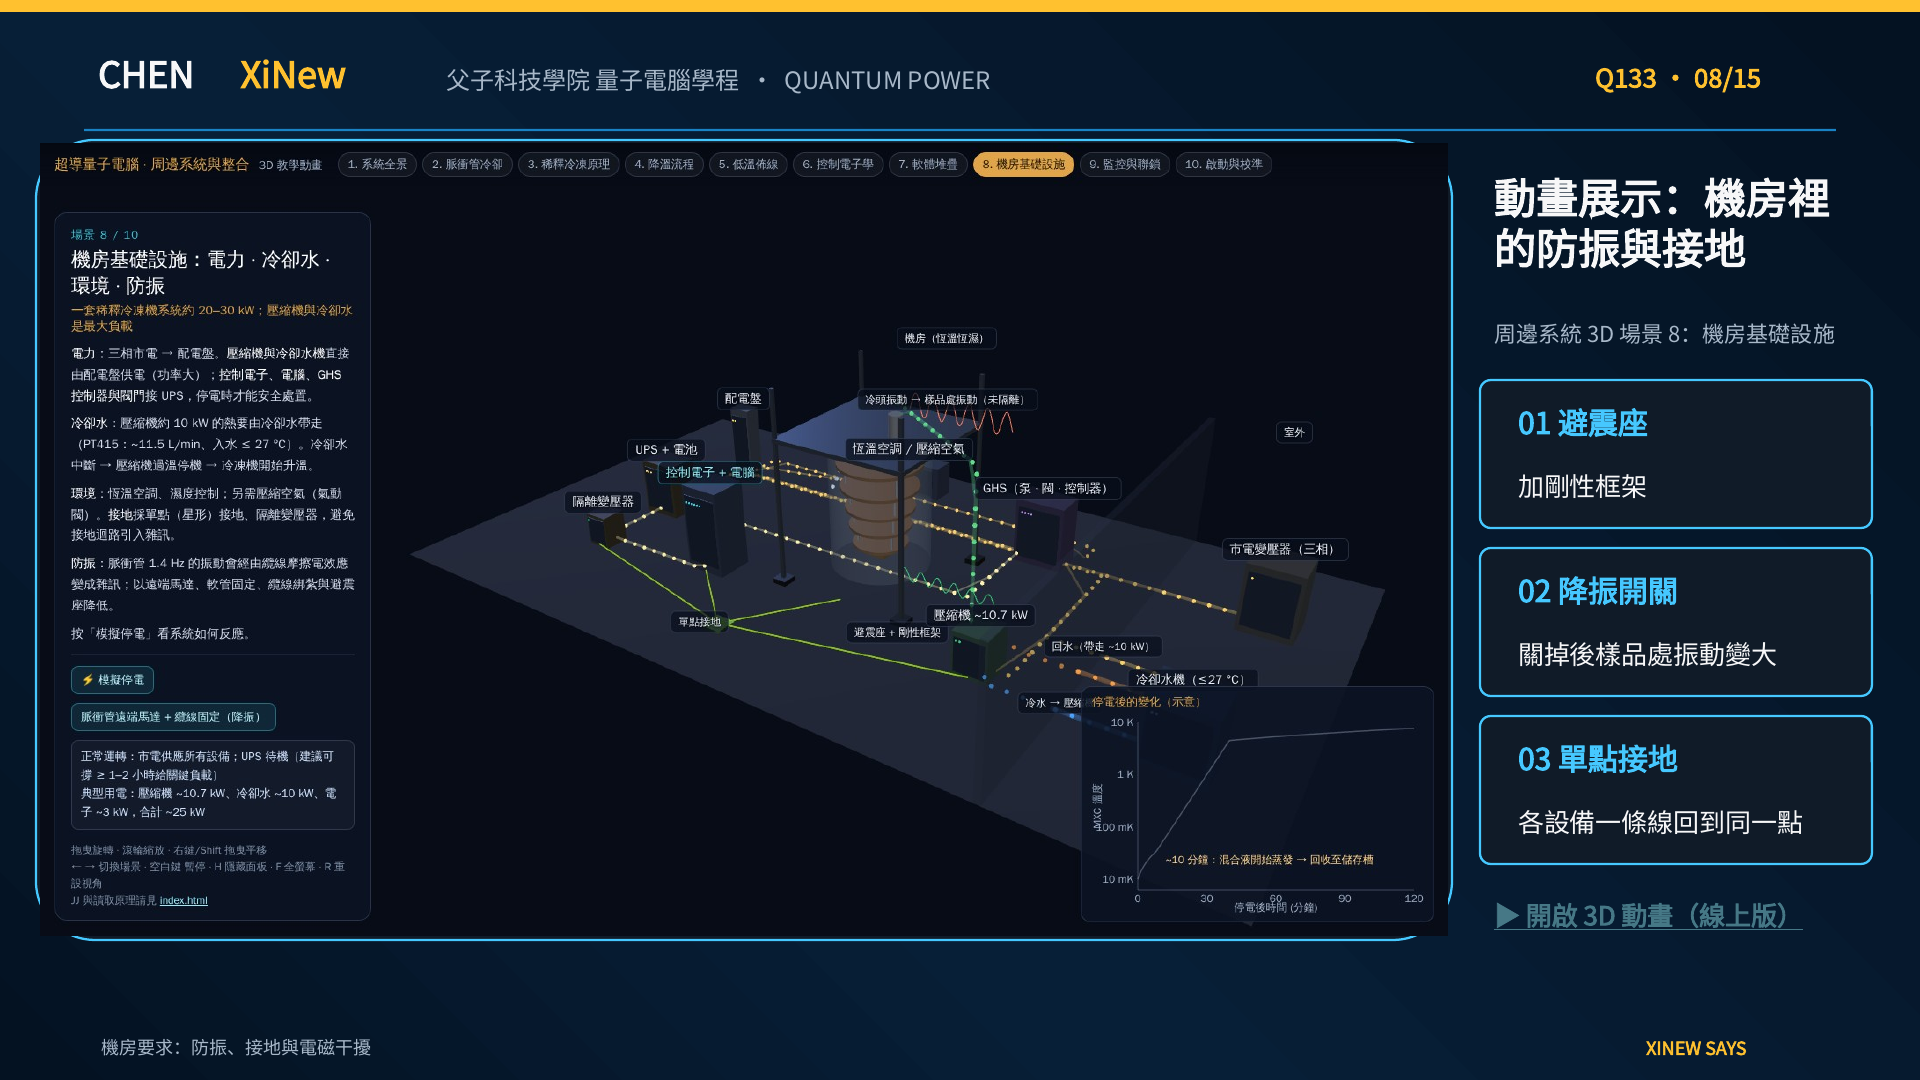 CHEN XiNew 父子科技學院 量子電腦學程 · QUANTUM POWER Q133 · 08/15
超導量子電腦 · 周邊系統與整合 3D 教學動畫 1. 系統全景 2. 脈衝管冷卻 3. 稀釋冷凍原理 4. 降溫流程 5. 低溫佈線 6. 控制電子學 7. 軟體堆疊 8. 機房基礎設施 9. 監控與聯鎖 10. 啟動與校準
場景 8 / 10
機房基礎設施：電力 · 冷卻水 ·
環境 · 防振
一套稀釋冷凍機系統約 20–30 kW；壓縮機與冷卻水
是最大負載
電力：三相市電 → 配電盤。壓縮機與冷卻水機直接
由配電盤供電（功率大）；控制電子、電腦、GHS
控制器與閥門接 UPS，停電時才能安全處置。
冷卻水：壓縮機約 10 kW 的熱要由冷卻水帶走
（PT415：~11.5 L/min、入水 ≤ 27 °C）。冷卻水
中斷 → 壓縮機過溫停機 → 冷凍機開始升溫。
環境：恆溫空調、濕度控制；另需壓縮空氣（氣動
閥）。接地採單點（星形）接地、隔離變壓器，避免
接地迴路引入雜訊。
防振：脈衝管 1.4 Hz 的振動會經由纜線摩擦電效應
變成雜訊；以遠端馬達、軟管固定、纜線綁紮與避震
座降低。
按「模擬停電」看系統如何反應。
⚡ 模擬停電
脈衝管遠端馬達 + 纜線固定（降振）
正常運轉：市電供應所有設備；UPS 待機（建議可
撐 ≥ 1–2 小時給關鍵負載）
典型用電：壓縮機 ~10.7 kW、冷卻水 ~10 kW、電
子 ~3 kW，合計 ~25 kW
拖曳旋轉 · 滾輪縮放 · 右鍵/Shift 拖曳平移
← → 切換場景 · 空白鍵 暫停 · H 隱藏面板 · F 全螢幕 · R 重
設視角
JJ 與讀取原理請見 index.html
機房（恆溫恆濕）
配電盤
冷頭振動 → 樣品處振動（未隔離）
室外
UPS + 電池
恆溫空調 / 壓縮空氣
控制電子 + 電腦
GHS（泵 · 閥 · 控制器）
隔離變壓器
市電變壓器（三相）
單點接地
壓縮機 ~10.7 kW
避震座 + 剛性框架
回水（帶走 ~10 kW）
冷卻水機（≤27 °C）
冷水 → 壓縮
停電後的變化（示意）
10 K
1 K
100 mK
10 mK
MXC 溫度
~10 分鐘：混合液開始蒸發 → 回收至儲存槽
0 30 60 90 120
停電後時間 (分鐘)
動畫展示：機房裡
的防振與接地
周邊系統 3D 場景 8：機房基礎設施
01 避震座
加剛性框架
02 降振開關
關掉後樣品處振動變大
03 單點接地
各設備一條線回到同一點
▶ 開啟 3D 動畫（線上版）
機房要求：防振、接地與電磁干擾
XINEW SAYS